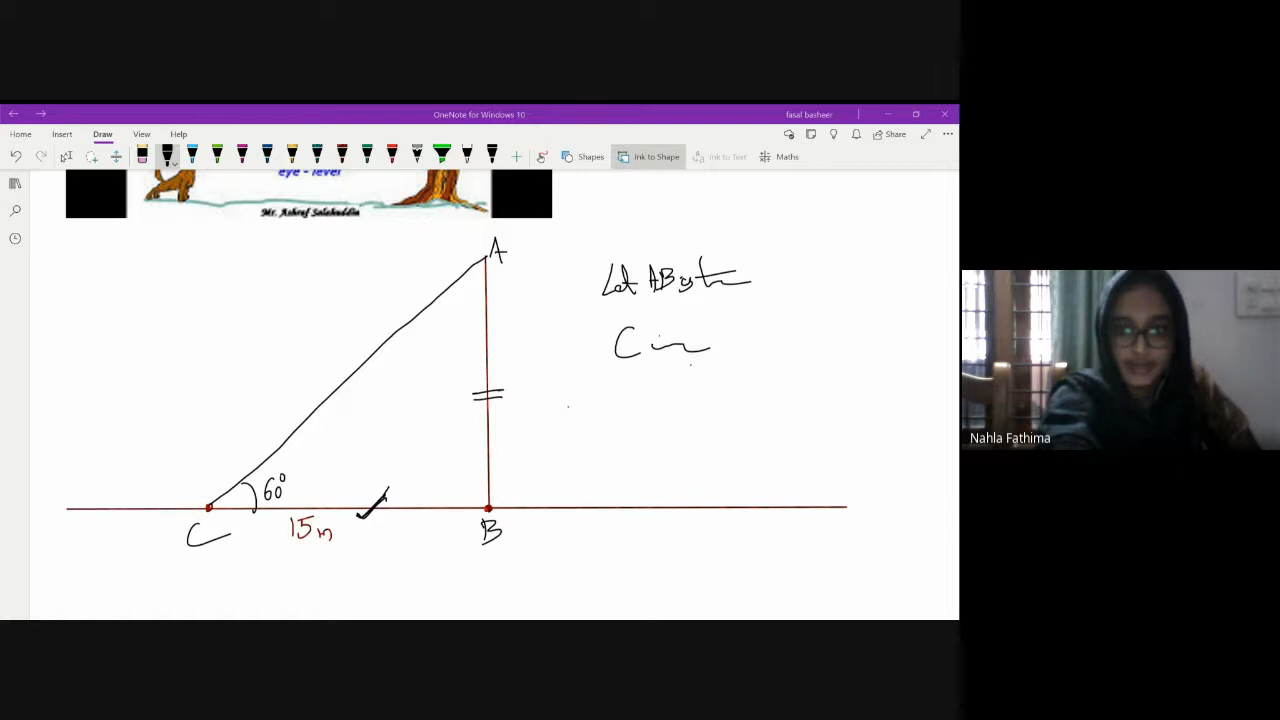 OneNote for Windows 10
fasal basheer
Home Insert Draw View Help
Share
Shapes
Ink to Shape
Ink to Text
Maths
eye - level
Mr. Ashraf Salahuddin
A
Let AB is the
C
60°
C
15m
B
Nahla Fathima